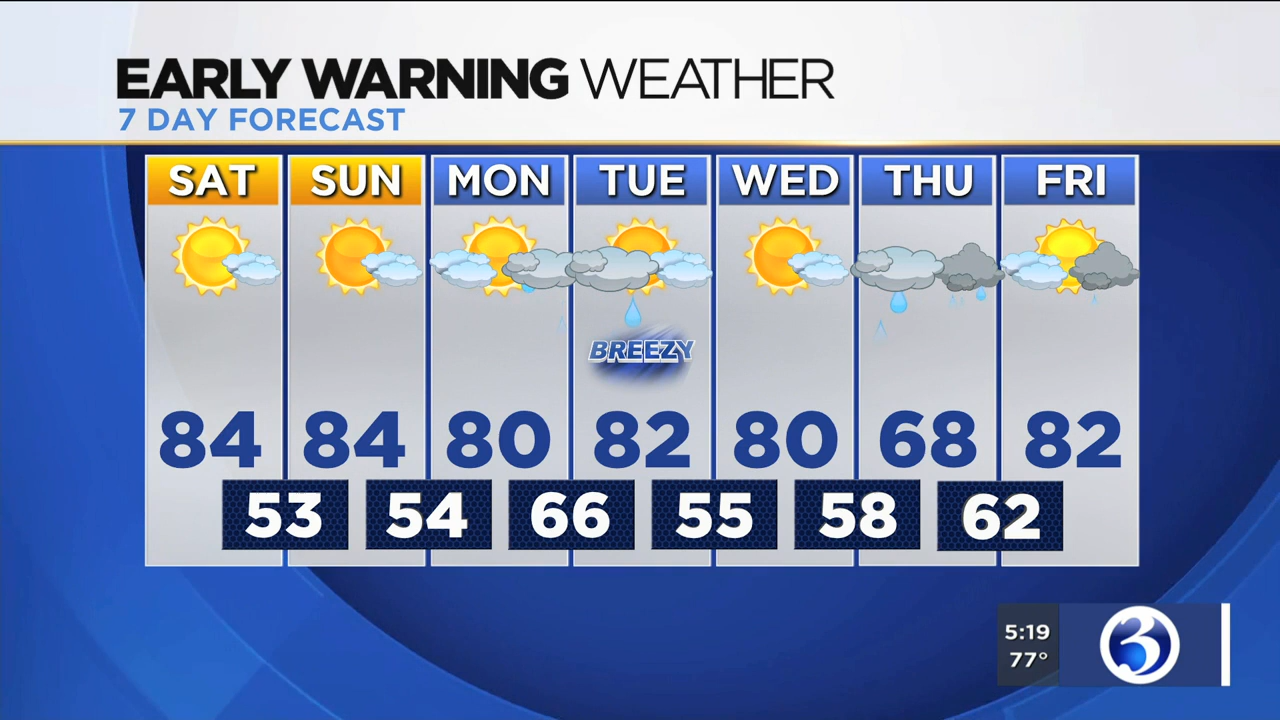 EARLY WARNING WEATHER
7 DAY FORECAST
SAT SUN MON TUE WED THU FRI
BREEZY
84 84 80 82 80 68 82
53 54 66 55 58 62
5:19
77°
3